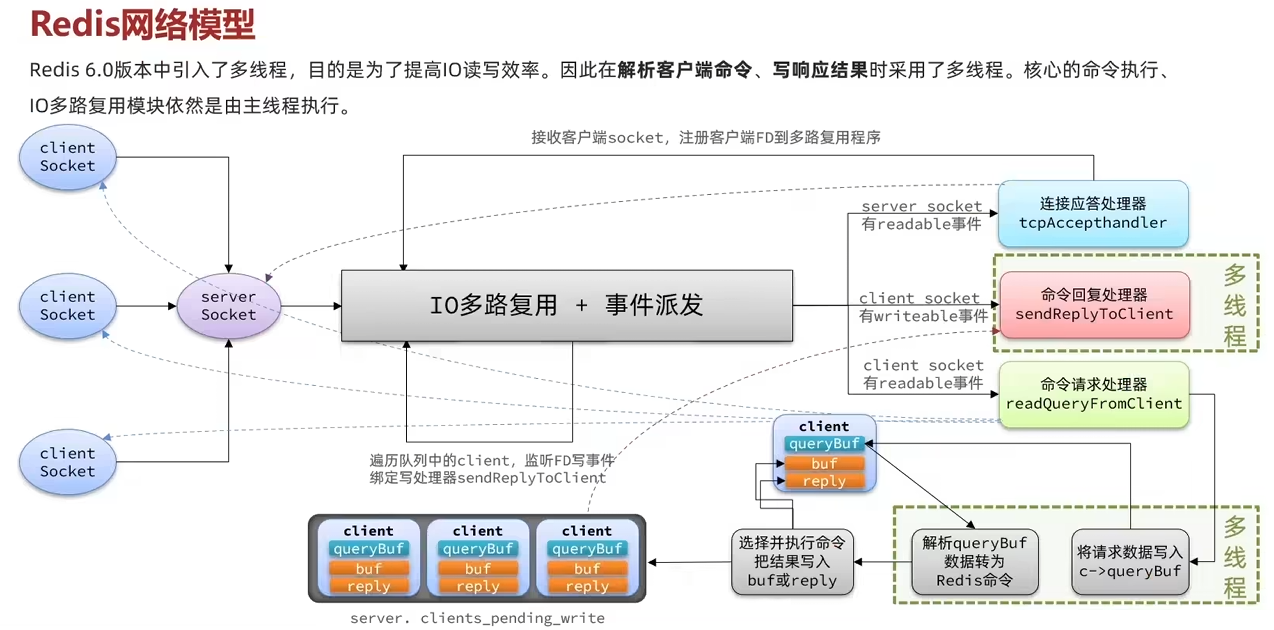 Redis网络模型
Redis 6.0版本中引入了多线程，目的是为了提高IO读写效率。因此在解析客户端命令、写响应结果时采用了多线程。核心的命令执行、
IO多路复用模块依然是由主线程执行。
接收客户端socket，注册客户端FD到多路复用程序
client
Socket
client
Socket
client
Socket
server
Socket
IO多路复用 + 事件派发
server socket
有readable事件
连接应答处理器
tcpAccepthandler
client socket
有writeable事件
命令回复处理器
sendReplyToClient
多
线
程
client socket
有readable事件
命令请求处理器
readQueryFromClient
遍历队列中的client，监听FD写事件
绑定写处理器sendReplyToClient
client
queryBuf
buf
reply
client
queryBuf
buf
reply
client
queryBuf
buf
reply
client
queryBuf
buf
reply
server. clients_pending_write
选择并执行命令
把结果写入
buf或reply
解析queryBuf
数据转为
Redis命令
将请求数据写入
c->queryBuf
多
线
程